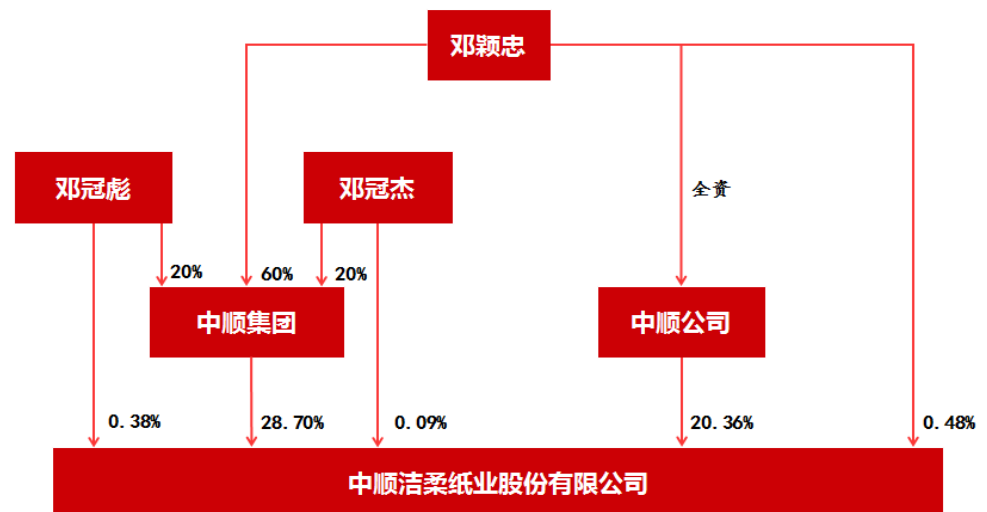 邓颖忠
邓冠彪
邓冠杰
全资
20%
60%
20%
中顺集团
中顺公司
0.38%
28.70%
0.09%
20.36%
0.48%
中顺洁柔纸业股份有限公司